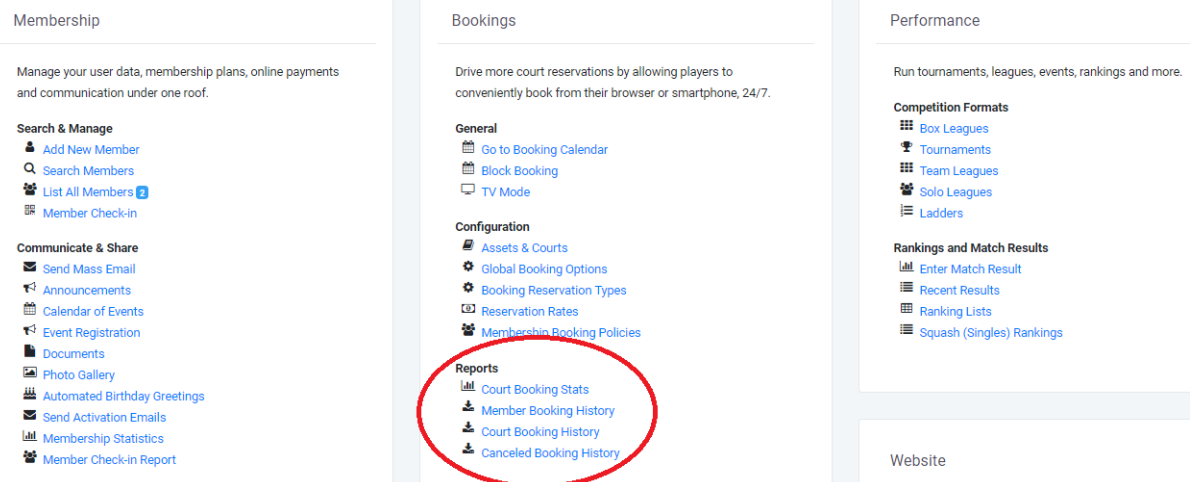 Membership
Manage your user data, membership plans, online payments
and communication under one roof.
Search & Manage
Add New Member
Search Members
List All Members 2
Member Check-in
Communicate & Share
Send Mass Email
Announcements
Calendar of Events
Event Registration
Documents
Photo Gallery
Automated Birthday Greetings
Send Activation Emails
Membership Statistics
Member Check-in Report
Bookings
Drive more court reservations by allowing players to
conveniently book from their browser or smartphone, 24/7.
General
Go to Booking Calendar
Block Booking
TV Mode
Configuration
Assets & Courts
Global Booking Options
Booking Reservation Types
Reservation Rates
Membership Booking Policies
Reports
Court Booking Stats
Member Booking History
Court Booking History
Canceled Booking History
Performance
Run tournaments, leagues, events, rankings and more.
Competition Formats
Box Leagues
Tournaments
Team Leagues
Solo Leagues
Ladders
Rankings and Match Results
Enter Match Result
Recent Results
Ranking Lists
Squash (Singles) Rankings
Website